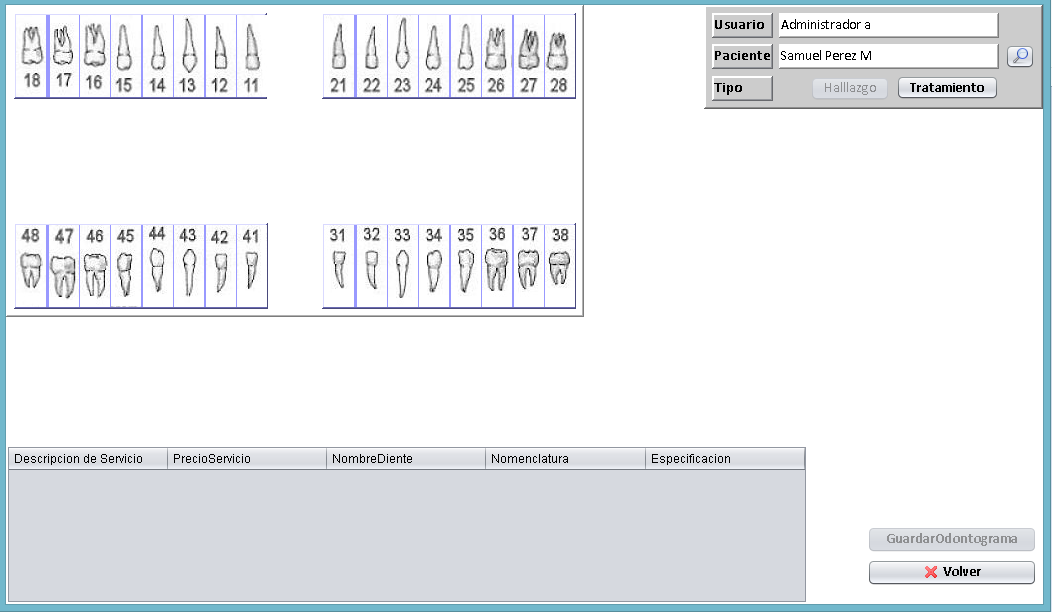 18 17 16 15 14 13 12 11 21 22 23 24 25 26 27 28
Usuario Administrador a
Paciente Samuel Perez M
Tipo Halllazgo Tratamiento
48 47 46 45 44 43 42 41 31 32 33 34 35 36 37 38
Descripcion de Servicio PrecioServicio NombreDiente Nomenclatura Especificacion
GuardarOdontograma
Volver